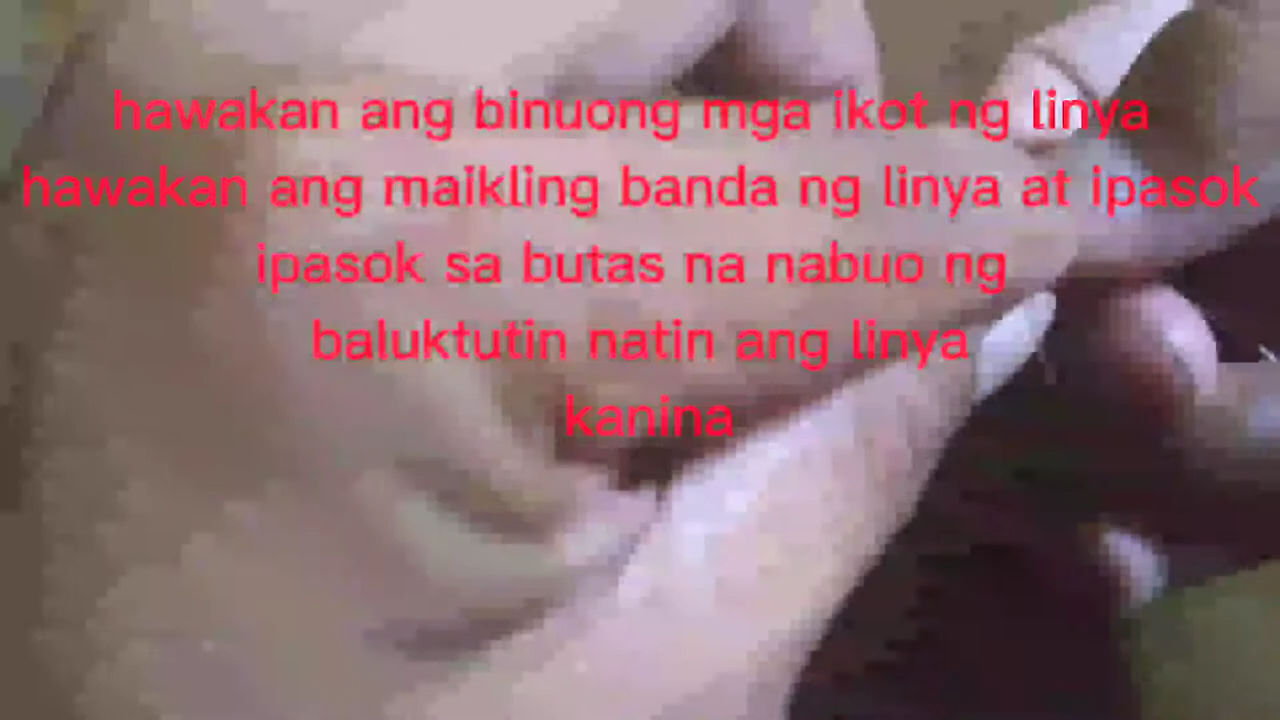 hawakan ang binuong mga ikot ng linya
hawakan ang maikling banda ng linya at ipasok
ipasok sa butas na nabuo ng
baluktutin natin ang linya
kanina